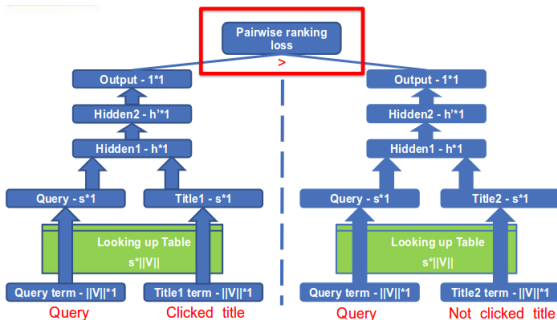 Pairwise ranking
loss
>
Output - 1*1
Output - 1*1
Hidden2 - h'*1
Hidden2 - h*1
Hidden1 - h*1
Hidden1 - h*1
Query - s*1
Title1 - s*1
Query - s*1
Title2 - s*1
Looking up Table
s*||V||
Looking up Table
s*||V||
Query term - ||V||*1
Title1 term - ||V||*1
Query term - ||V||*1
Title2 term - ||V||*1
Query
Clicked title
Query
Not clicked title